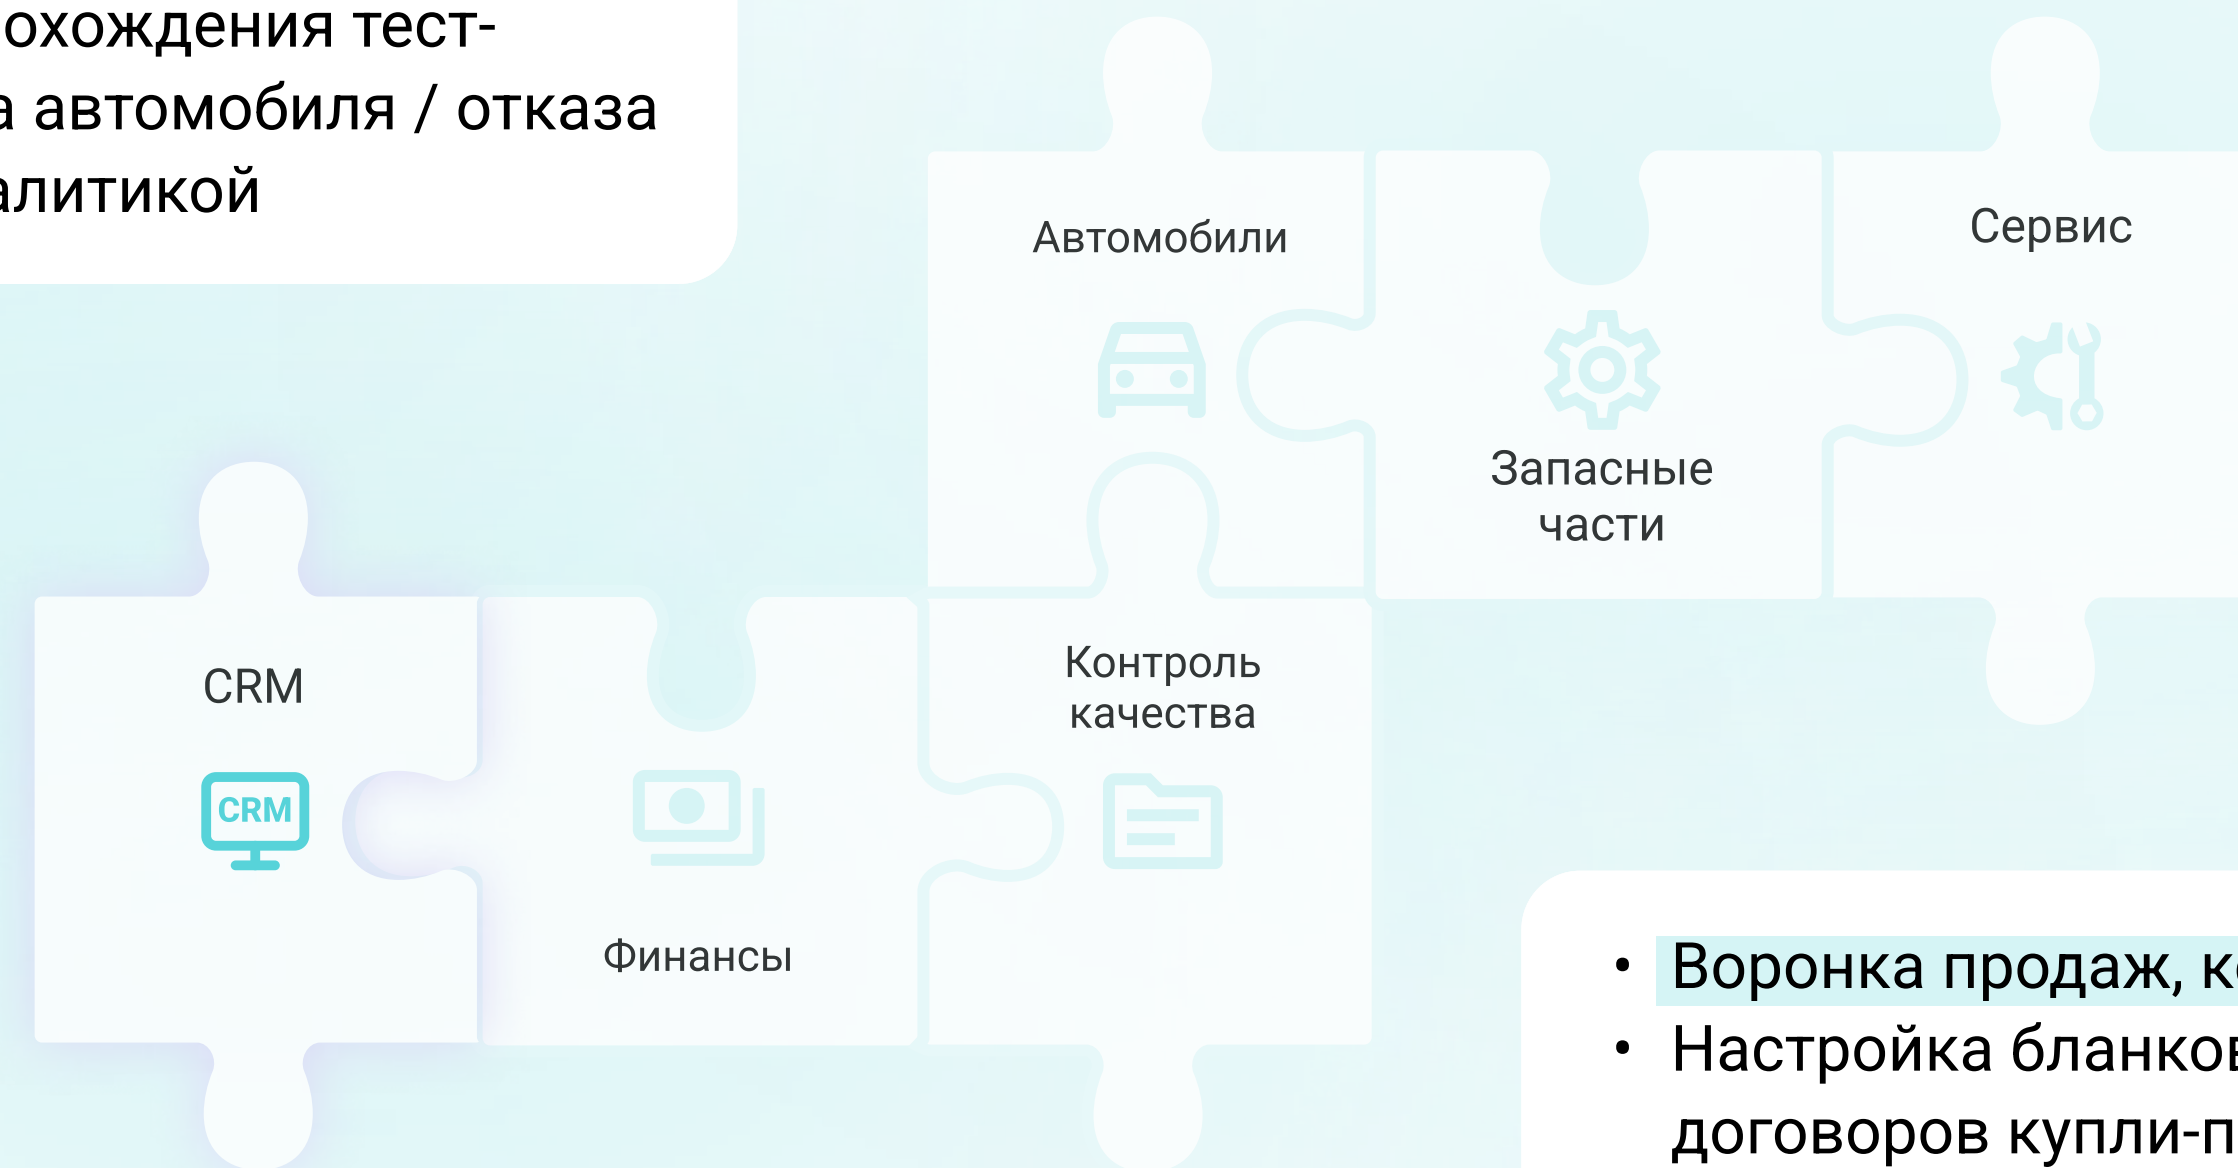 охождения тест-
а автомобиля / отказа
алитикой
Автомобили
Сервис
Запасные
части
CRM
CRM
Контроль
качества
Финансы
• Воронка продаж,
• Настройка бланков
договоров купли-п